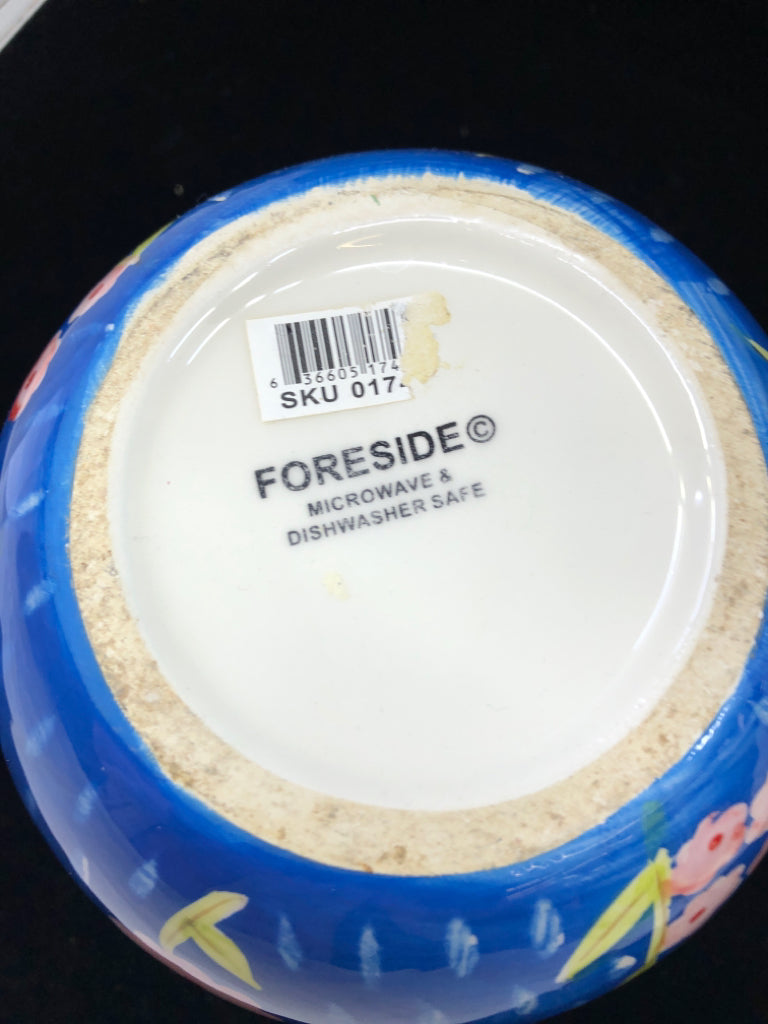 6 36605 174
SKU 017
FORESIDE©
MICROWAVE &
DISHWASHER SAFE